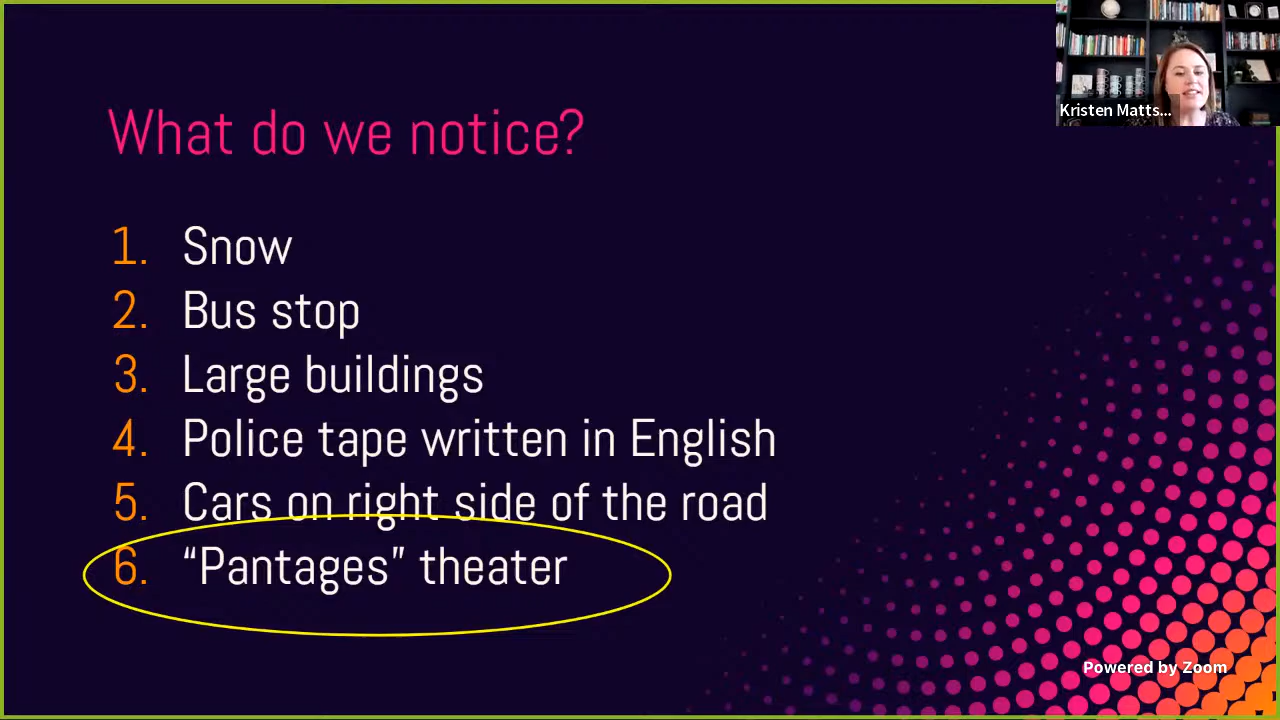 What do we notice?
1. Snow
2. Bus stop
3. Large buildings
4. Police tape written in English
5. Cars on right side of the road
6. “Pantages” theater
Kristen Matts...
Powered by Zoom